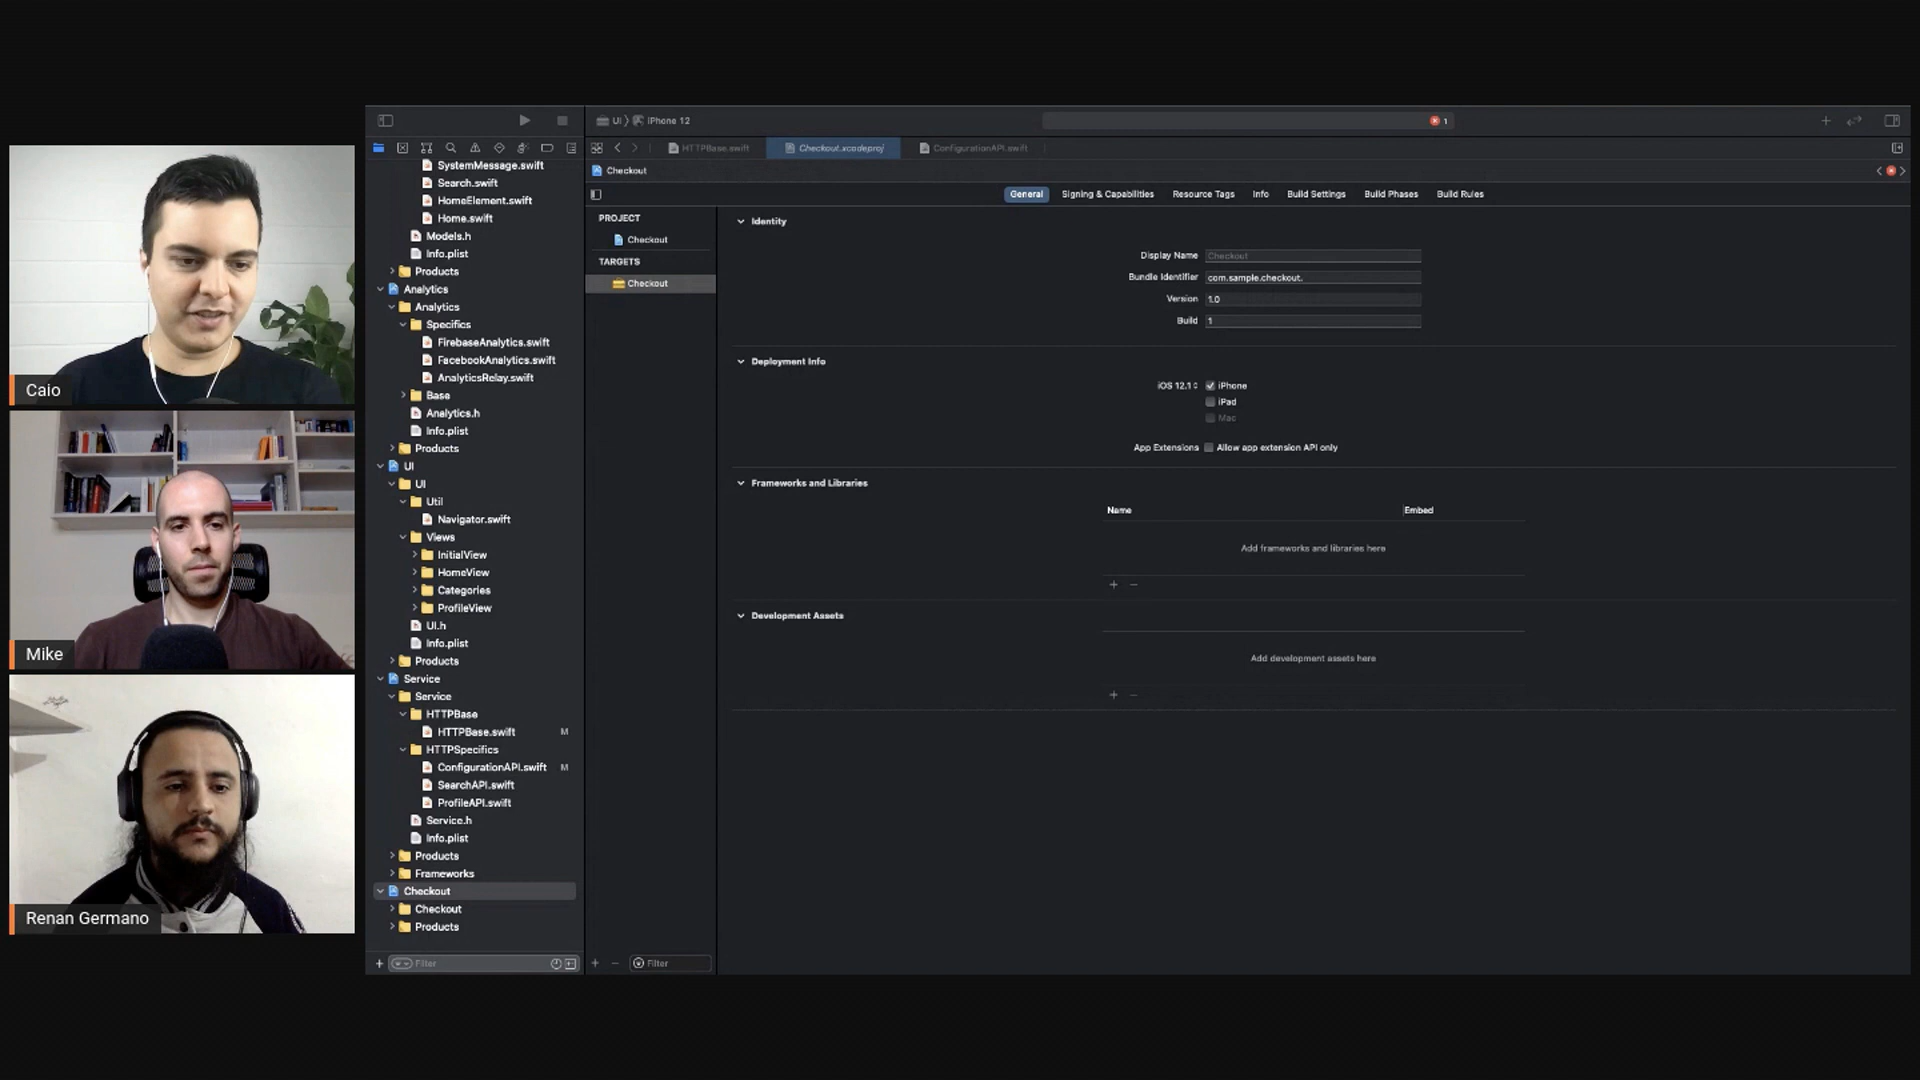 Caio
Mike
Renan Germano
UI
iPhone 12
1
HTTPBase.swift
Checkout.xcodeproj
ConfigurationAPI.swift
Checkout
General
Signing & Capabilities
Resource Tags
Info
Build Settings
Build Phases
Build Rules
SystemMessage.swift
Search.swift
HomeElement.swift
Home.swift
Models.h
Info.plist
Products
Analytics
Analytics
Specifics
FirebaseAnalytics.swift
FacebookAnalytics.swift
AnalyticsRelay.swift
Base
Analytics.h
Info.plist
Products
UI
UI
Util
Navigator.swift
Views
InitialView
HomeView
Categories
ProfileView
UI.h
Info.plist
Products
Service
Service
HTTPBase
HTTPBase.swift M
HTTPSpecifics
ConfigurationAPI.swift M
SearchAPI.swift
ProfileAPI.swift
Service.h
Info.plist
Products
Frameworks
Checkout
Checkout
Products
Filter
PROJECT
Checkout
TARGETS
Checkout
Filter
Identity
Display Name Checkout
Bundle Identifier com.sample.checkout.
Version 1.0
Build 1
Deployment Info
iOS 12.1 iPhone
iPad
Mac
App Extensions Allow app extension API only
Frameworks and Libraries
Name Embed
Add frameworks and libraries here
Development Assets
Add development assets here